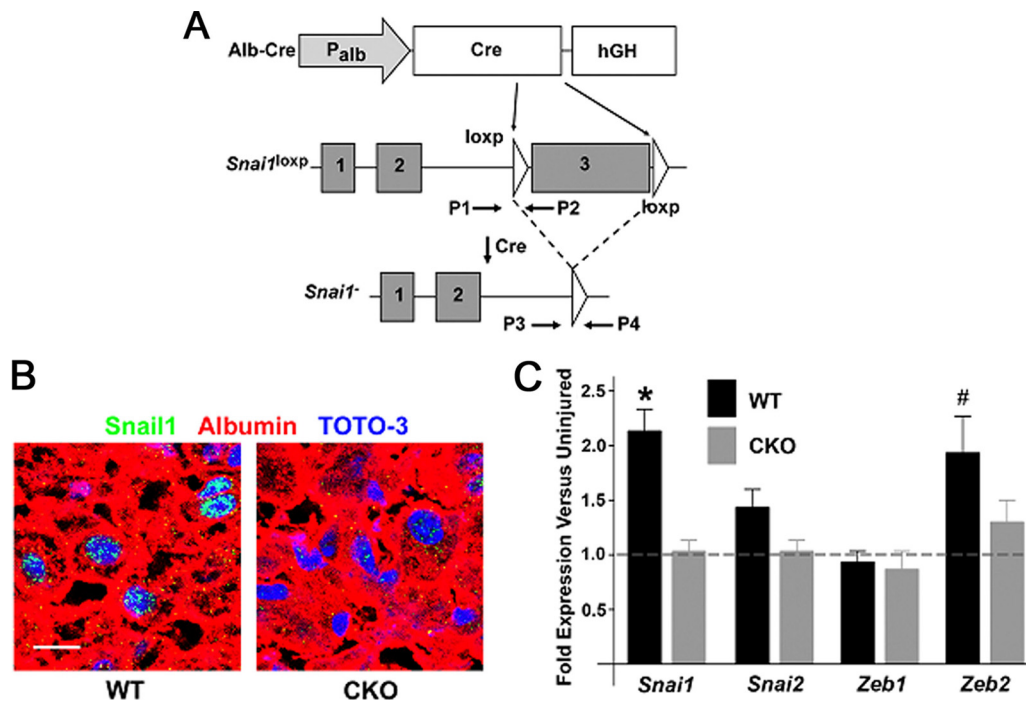 A
Alb-Cre Palb Cre hGH
loxp
Snai1loxp 1 2 3
P1 P2 loxp
Cre
Snai1- 1 2
P3 P4
B
Snail1 Albumin TOTO-3
WT CKO
C
Fold Expression Versus Uninjured
2.5
2.0
1.5
1.0
0.5
* #
WT
CKO
Snai1 Snai2 Zeb1 Zeb2